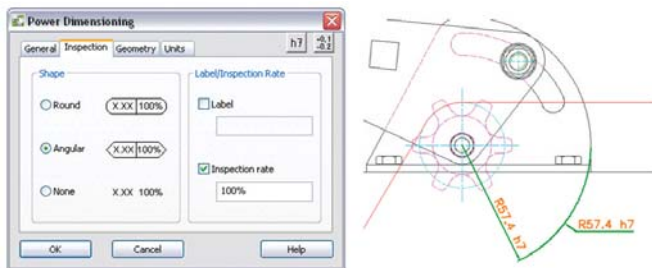 Power Dimensioning
General Inspection Geometry Units
h7 +0.1 -0.2
Shape
Round X.XX 100%
Angular X.XX 100%
None X.XX 100%
Label/Inspection Rate
Label
Inspection rate
100%
OK Cancel Help
R57.4 h7
R57.4 h7